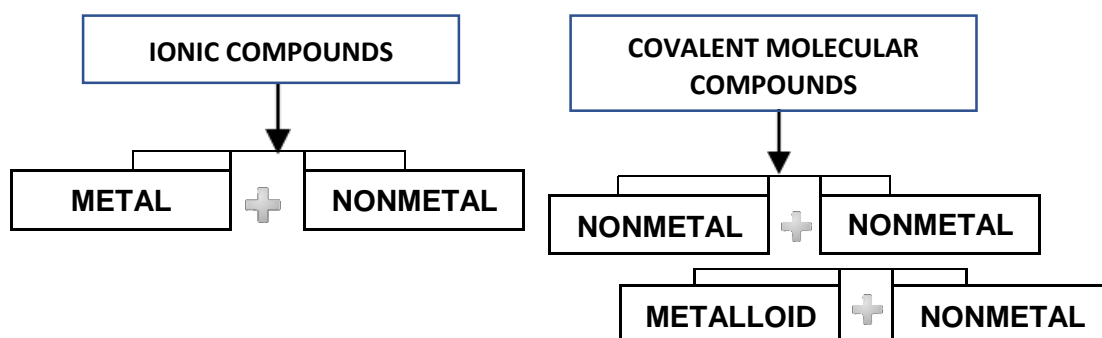 IONIC COMPOUNDS
METAL
NONMETAL
COVALENT MOLECULAR
COMPOUNDS
NONMETAL
NONMETAL
METALLOID
NONMETAL